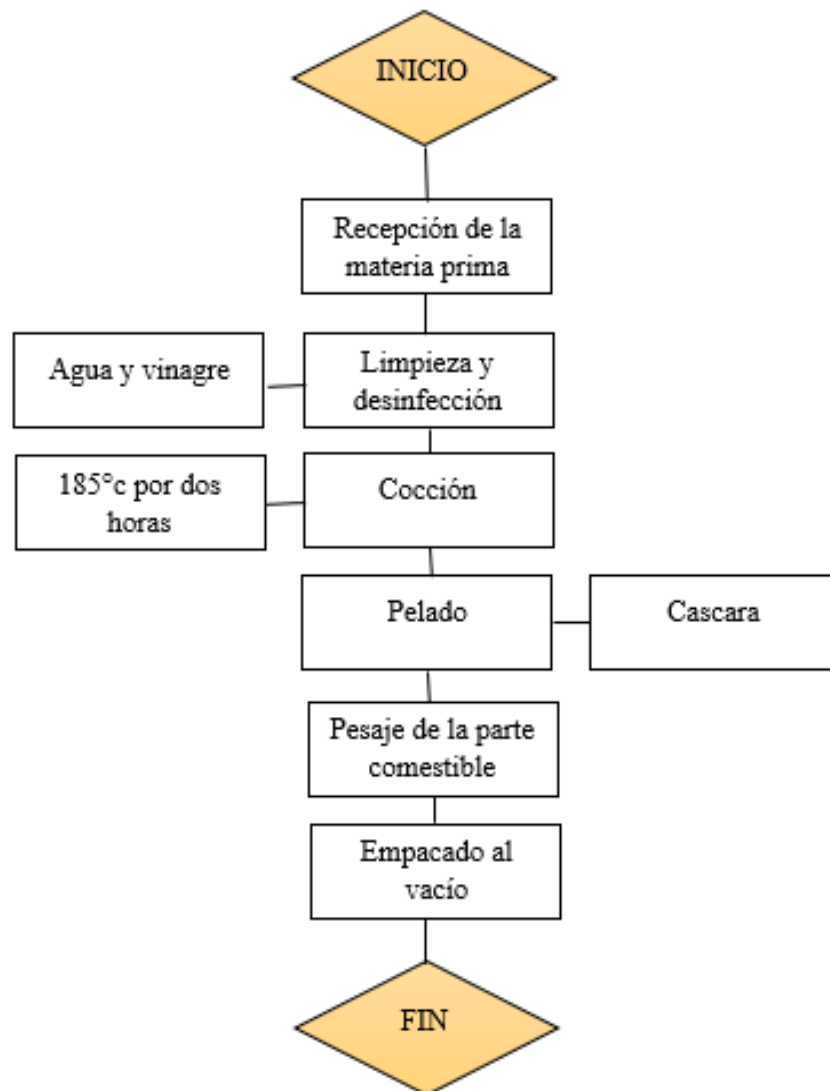 INICIO
Recepción de la
materia prima
Agua y vinagre
Limpieza y
desinfección
185°c por dos
horas
Cocción
Pelado
Cascara
Pesaje de la parte
comestible
Empacado al
vacío
FIN